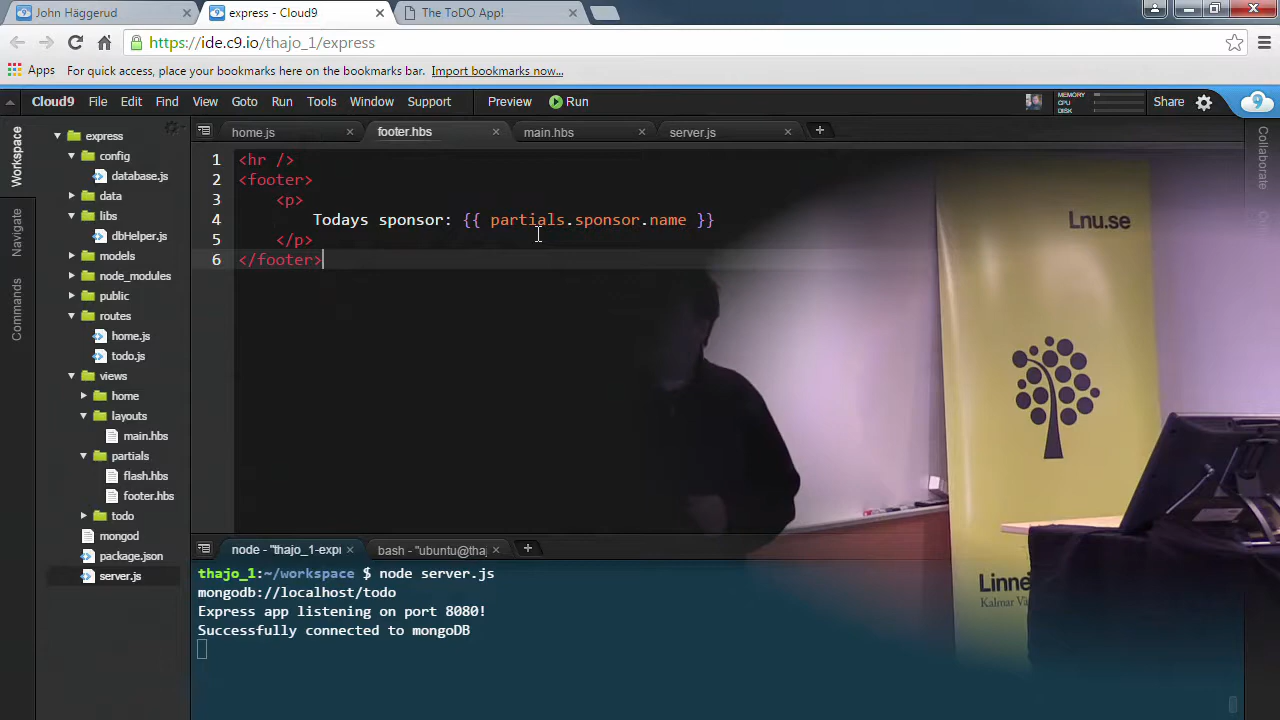 John Häggerud
express - Cloud9
The ToDO App!
https://ide.c9.io/thajo_1/express
Apps
For quick access, place your bookmarks here on the bookmarks bar.
Import bookmarks now...
Cloud9
File
Edit
Find
View
Goto
Run
Tools
Window
Support
Preview
Run
MEMORY
CPU
DISK
Share
Workspace
Navigate
Commands
Collaborate
express
config
database.js
data
libs
dbHelper.js
models
node_modules
public
routes
home.js
todo.js
views
home
layouts
main.hbs
partials
flash.hbs
footer.hbs
todo
mongod
package.json
server.js
home.js
footer.hbs
main.hbs
server.js
1 <hr />
2 <footer>
3 <p>
4 Todays sponsor: {{ partials.sponsor.name }}
5 </p>
6 </footer>
Lnu.se
Linne
Kalmar Vä
node - "thajo_1-expr
bash - "ubuntu@thaj
thajo_1:~/workspace $ node server.js
mongodb://localhost/todo
Express app listening on port 8080!
Successfully connected to mongoDB